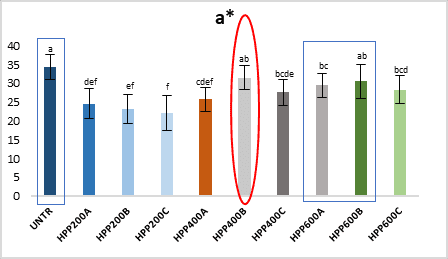 a*
40
35
30
25
20
15
10
5
0
a
def
ef
f
cdef
ab
bcde
bc
ab
bcd
UNTR
HPP200A
HPP200B
HPP200C
HPP400A
HPP400B
HPP400C
HPP600A
HPP600B
HPP600C